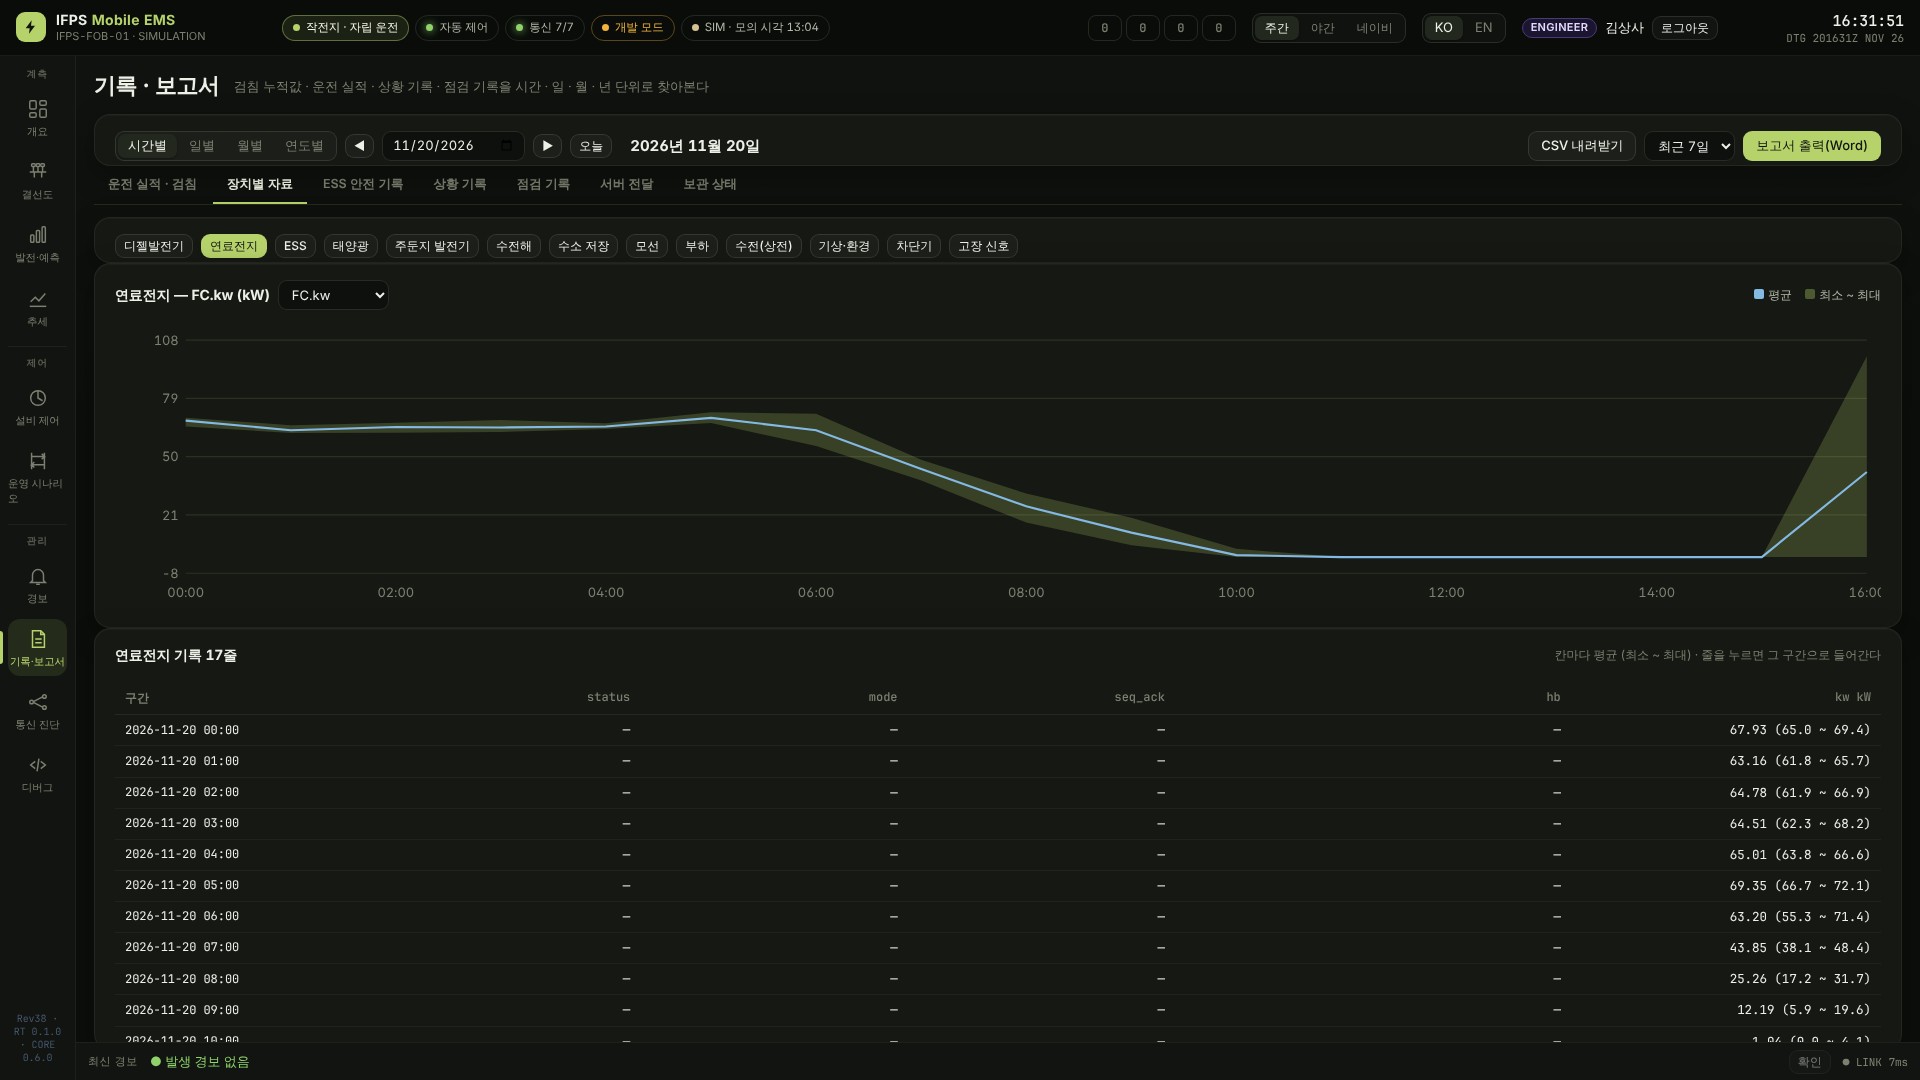 IFPS Mobile EMS
IFPS-FOB-01 · SIMULATION
작전지 · 자립 운전
자동 제어
통신 7/7
개발 모드
SIM · 모의 시각 13:04
0 0 0 0
주간 야간 네이비
KO EN
ENGINEER 김상사 로그아웃
16:31:51
DTG 201631Z NOV 26
계측
개요
결선도
발전·예측
추세
제어
설비 제어
운영 시나리
오
관리
경보
기록·보고서
통신 진단
디버그
Rev38 ·
RT 0.1.0
· CORE
0.6.0
기록 · 보고서 검침 누적값 · 운전 실적 · 상황 기록 · 점검 기록을 시간 · 일 · 월 · 년 단위로 찾아본다
시간별 일별 월별 연도별 ◀ 11/20/2026 ▶ 오늘 2026년 11월 20일 CSV 내려받기 최근 7일 보고서 출력(Word)
운전 실적 · 검침 장치별 자료 ESS 안전 기록 상황 기록 점검 기록 서버 전달 보관 상태
디젤발전기 연료전지 ESS 태양광 주둔지 발전기 수전해 수소 저장 모선 부하 수전(상전) 기상·환경 차단기 고장 신호
연료전지 — FC.kw (kW) FC.kw 평균 최소 ~ 최대
108
79
50
21
-8
00:00 02:00 04:00 06:00 08:00 10:00 12:00 14:00 16:00
연료전지 기록 17줄 칸마다 평균 (최소 ~ 최대) · 줄을 누르면 그 구간으로 들어간다
구간 status mode seq_ack hb kw kW
2026-11-20 00:00 — — — — 67.93 (65.0 ~ 69.4)
2026-11-20 01:00 — — — — 63.16 (61.8 ~ 65.7)
2026-11-20 02:00 — — — — 64.78 (61.9 ~ 66.9)
2026-11-20 03:00 — — — — 64.51 (62.3 ~ 68.2)
2026-11-20 04:00 — — — — 65.01 (63.8 ~ 66.6)
2026-11-20 05:00 — — — — 69.35 (66.7 ~ 72.1)
2026-11-20 06:00 — — — — 63.20 (55.3 ~ 71.4)
2026-11-20 07:00 — — — — 43.85 (38.1 ~ 48.4)
2026-11-20 08:00 — — — — 25.26 (17.2 ~ 31.7)
2026-11-20 09:00 — — — — 12.19 (5.9 ~ 19.6)
2026-11-20 10:00 — — — — 1.04 (0.0 ~ 4.1)
최신 경보 발생 경보 없음 확인 LINK 7ms